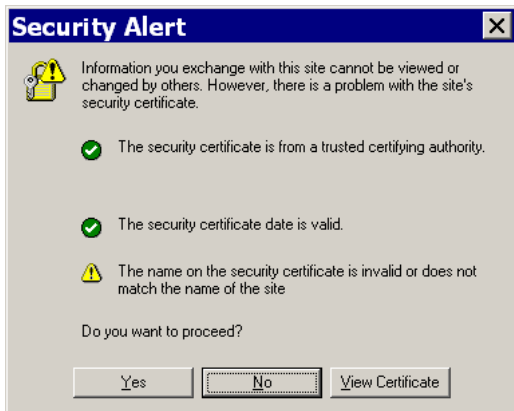 Security Alert
Information you exchange with this site cannot be viewed or
changed by others. However, there is a problem with the site's
security certificate.
The security certificate is from a trusted certifying authority.
The security certificate date is valid.
The name on the security certificate is invalid or does not
match the name of the site
Do you want to proceed?
Yes No View Certificate